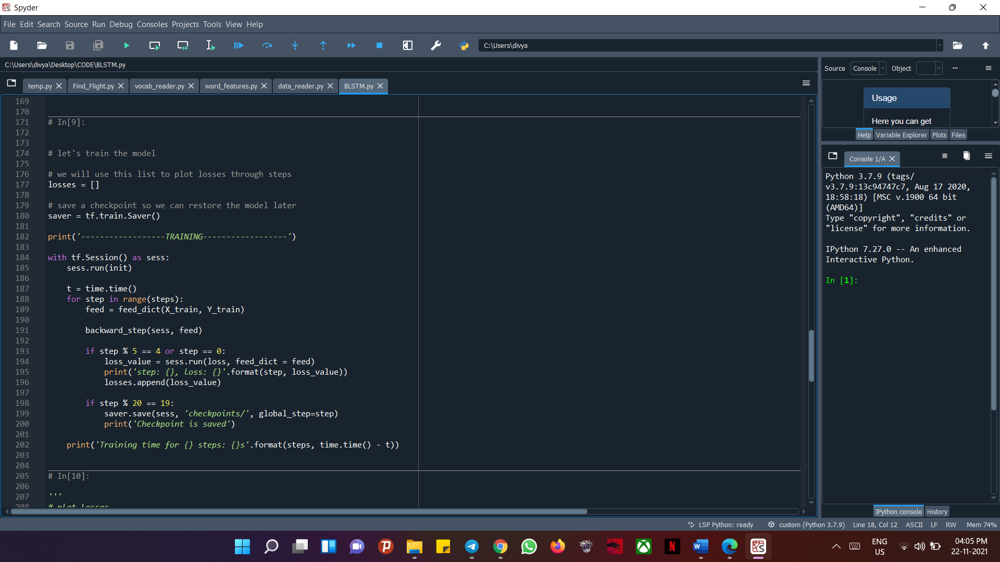 Spyder
File Edit Search Source Run Debug Consoles Projects Tools View Help
C:\Users\divya
C:\Users\divya\Desktop\CODE\BLSTM.py
temp.py Find_Flight.py vocab_reader.py word_features.py data_reader.py BLSTM.py
169
170
171 # In[9]:
172
173
174 # let's train the model
175
176 # we will use this list to plot losses through steps
177 losses = []
178
179 # save a checkpoint so we can restore the model later
180 saver = tf.train.Saver()
181
182 print('------------------TRAINING------------------')
183
184 with tf.Session() as sess:
185     sess.run(init)
186
187     t = time.time()
188     for step in range(steps):
189         feed = feed_dict(X_train, Y_train)
190
191         backward_step(sess, feed)
192
193         if step % 5 == 4 or step == 0:
194             loss_value = sess.run(loss, feed_dict = feed)
195             print('step: {}, loss: {}'.format(step, loss_value))
196             losses.append(loss_value)
197
198         if step % 20 == 19:
199             saver.save(sess, 'checkpoints/', global_step=step)
200             print('Checkpoint is saved')
201
202     print('Training time for {} steps: {}s'.format(steps, time.time() - t))
203
204
205 # In[10]:
206
207 '''
208 # plot losses
Source Console Object
Usage
Here you can get
Help Variable Explorer Plots Files
Console 1/A
Python 3.7.9 (tags/
v3.7.9:13c94747c7, Aug 17 2020,
18:58:18) [MSC v.1900 64 bit
(AMD64)]
Type "copyright", "credits" or
"license" for more information.
IPython 7.27.0 -- An enhanced
Interactive Python.
In [1]:
IPython console History
LSP Python: ready custom (Python 3.7.9) Line 18, Col 12 ASCII LF RW Mem 74%
ENG
US
04:05 PM
22-11-2021